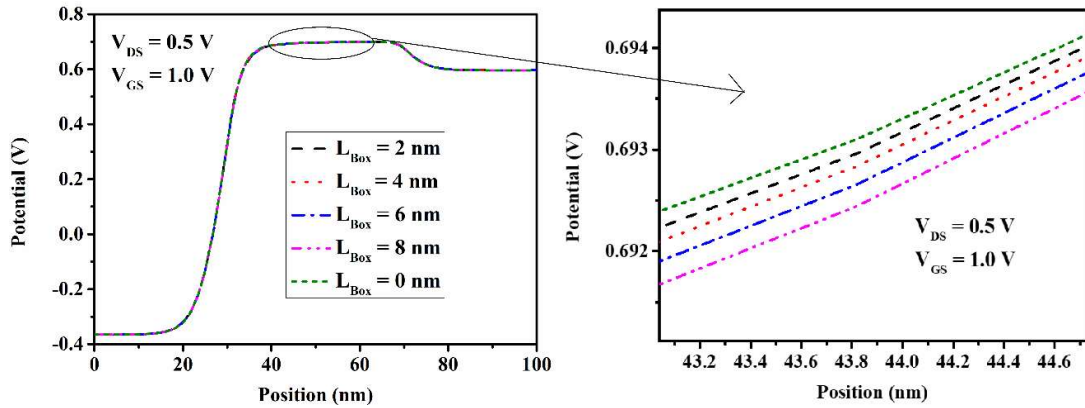 0.8
0.6
0.4
0.2
0.0
-0.2
-0.4
Potential (V)
V_DS = 0.5 V
V_GS = 1.0 V
L_Box = 2 nm
L_Box = 4 nm
L_Box = 6 nm
L_Box = 8 nm
L_Box = 0 nm
0 20 40 60 80 100
Position (nm)
0.694
0.693
0.692
Potential (V)
V_DS = 0.5 V
V_GS = 1.0 V
43.2 43.4 43.6 43.8 44.0 44.2 44.4 44.6
Position (nm)